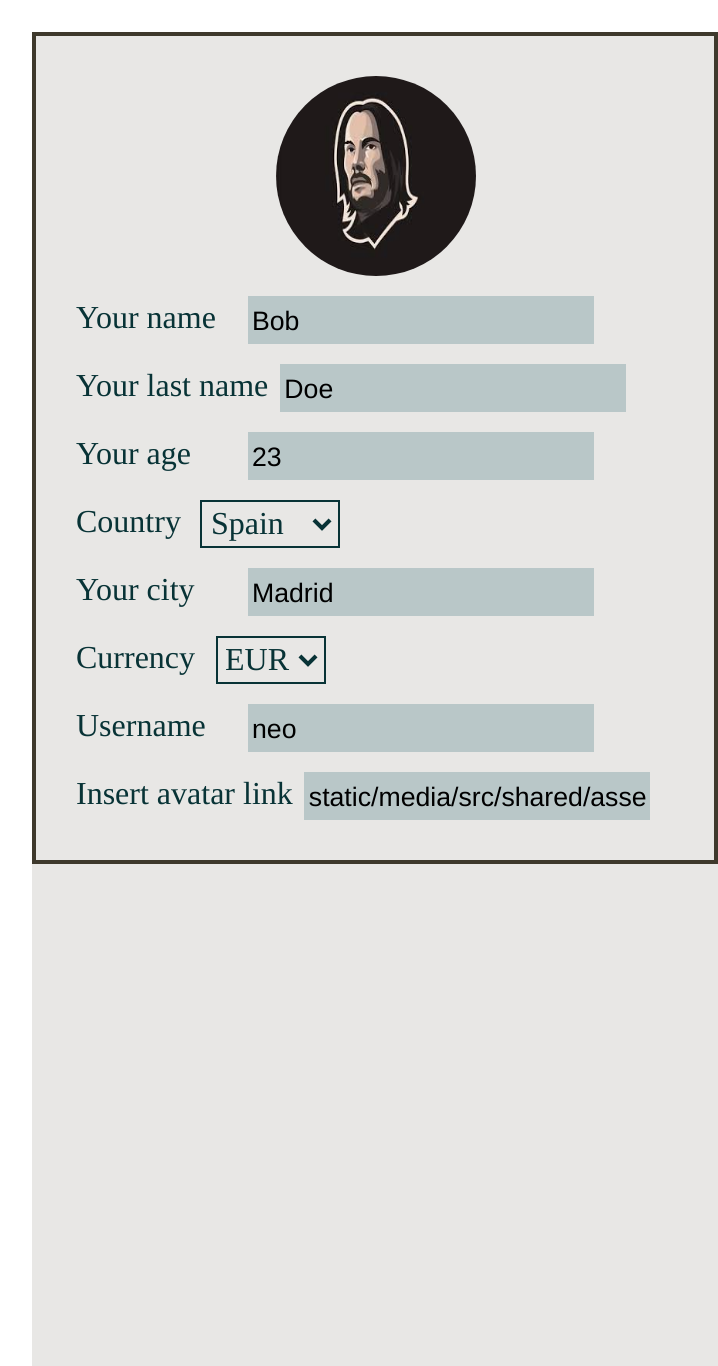 Your name Bob
Your last name Doe
Your age 23
Country Spain
Your city Madrid
Currency EUR
Username neo
Insert avatar link static/media/src/shared/asse